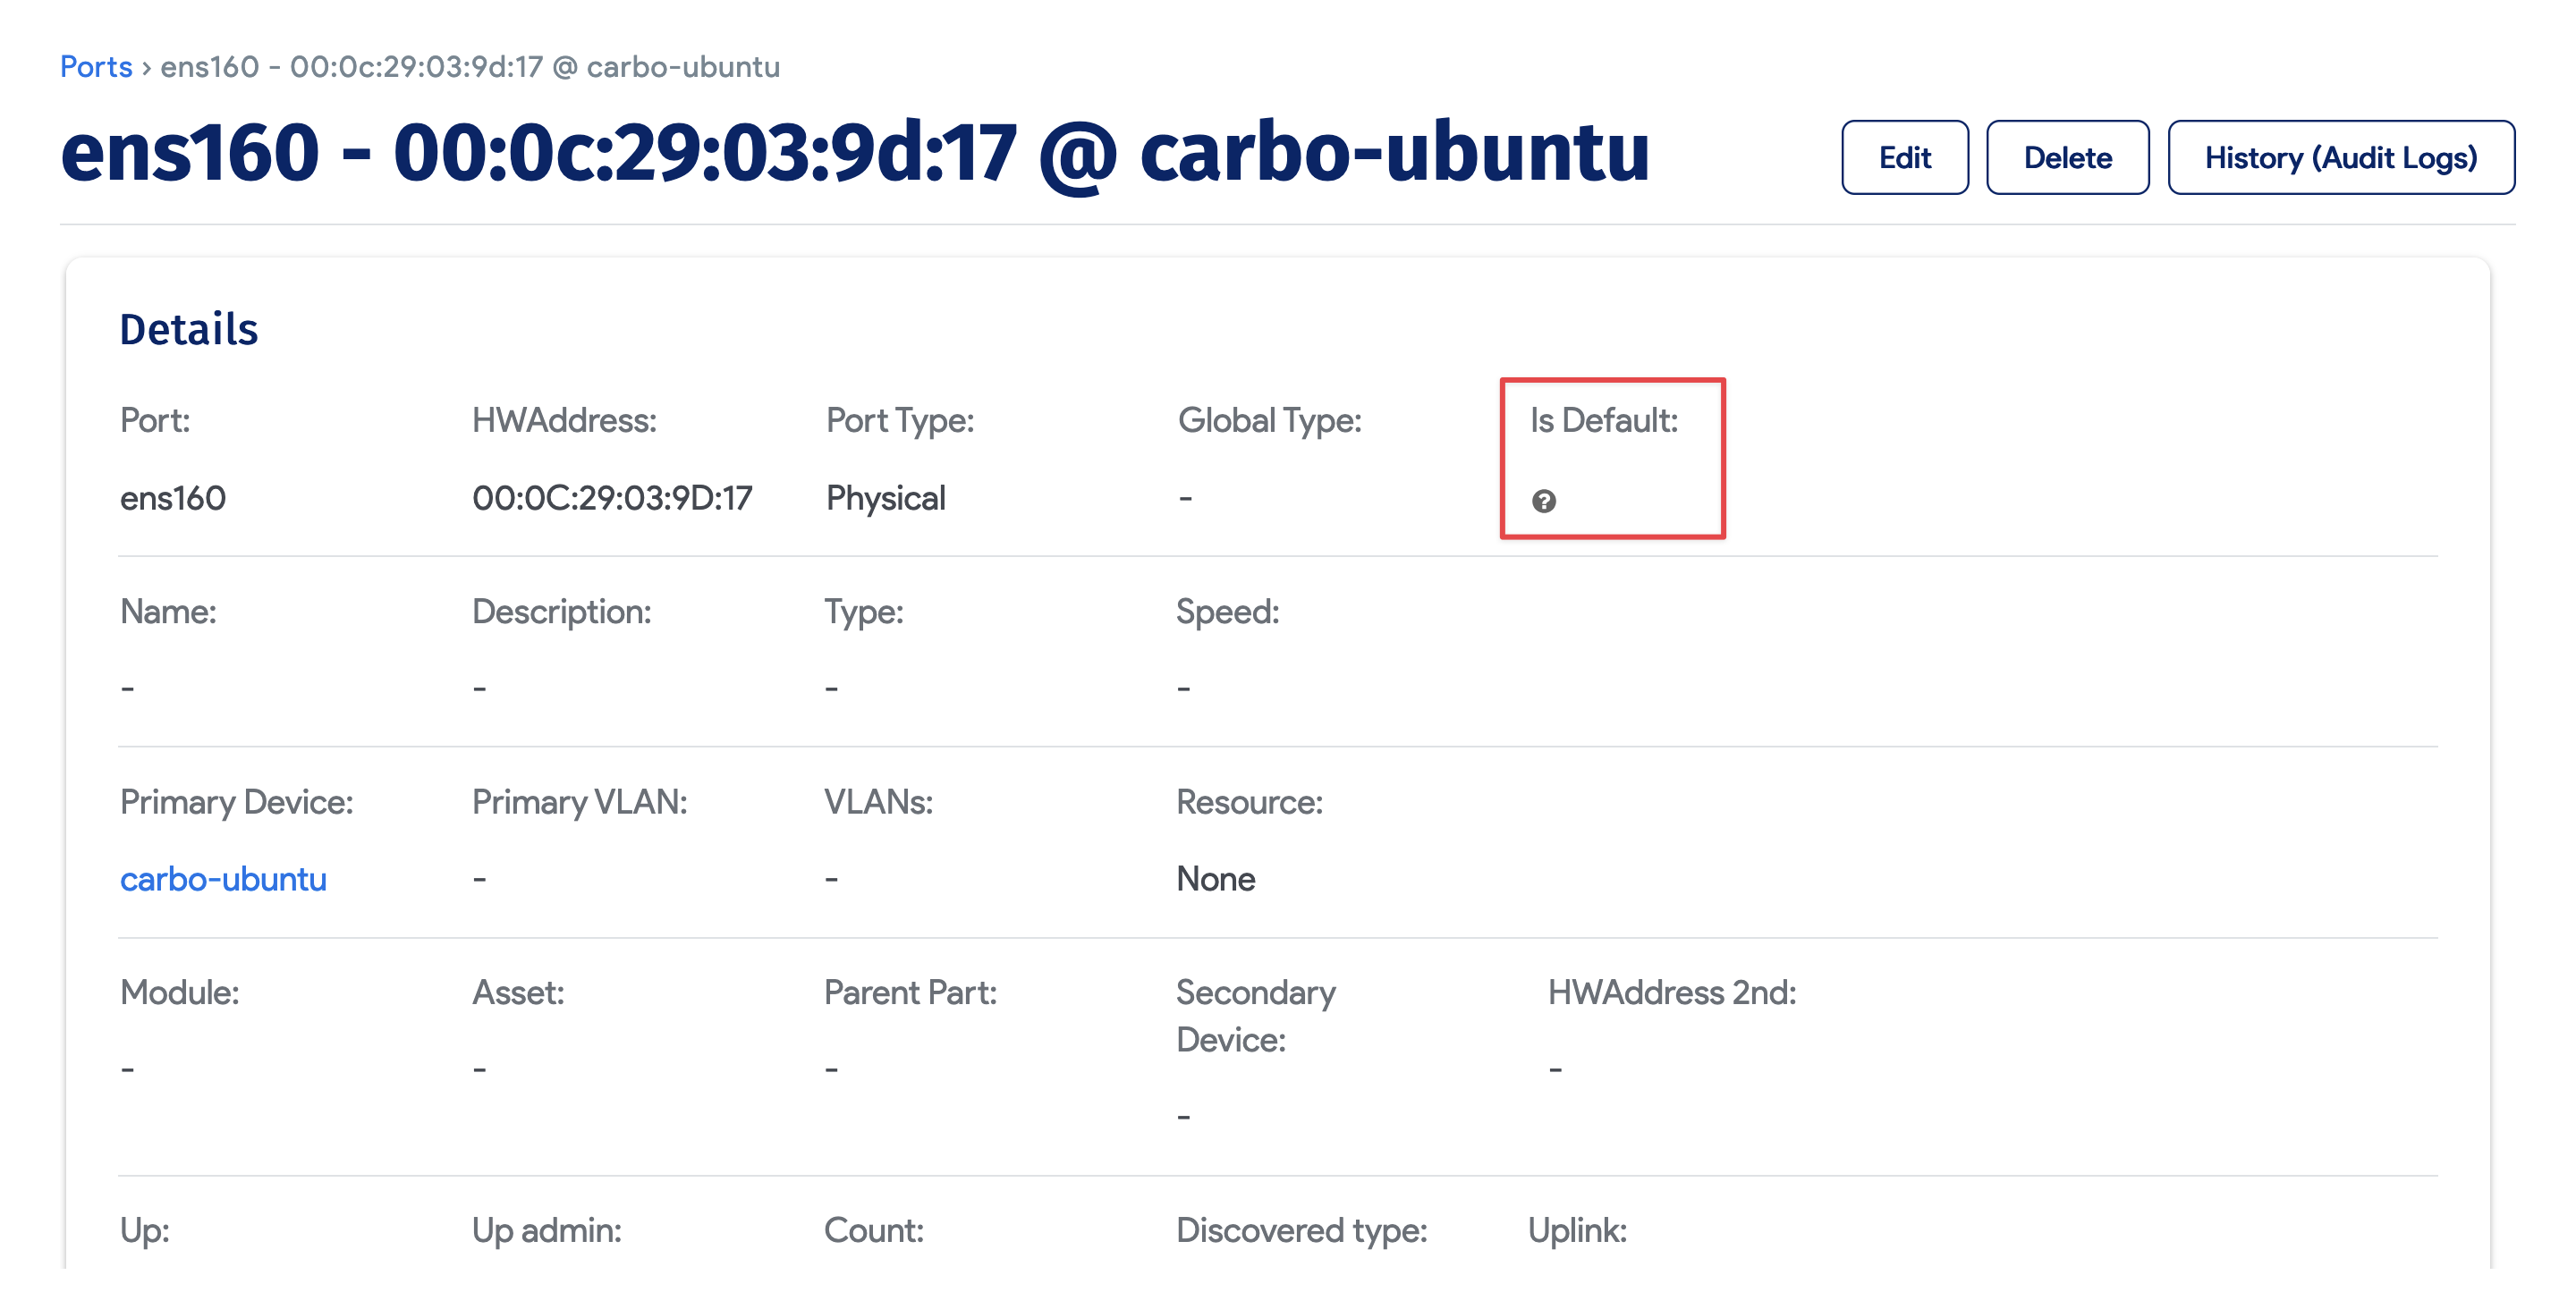 Ports › ens160 - 00:0c:29:03:9d:17 @ carbo-ubuntu
ens160 - 00:0c:29:03:9d:17 @ carbo-ubuntu
Edit Delete History (Audit Logs)
Details
Port: HWAddress: Port Type: Global Type: Is Default:
ens160 00:0C:29:03:9D:17 Physical - ?
Name: Description: Type: Speed:
- - - -
Primary Device: Primary VLAN: VLANs: Resource:
carbo-ubuntu - - None
Module: Asset: Parent Part: Secondary Device: HWAddress 2nd:
- - - - -
Up: Up admin: Count: Discovered type: Uplink: